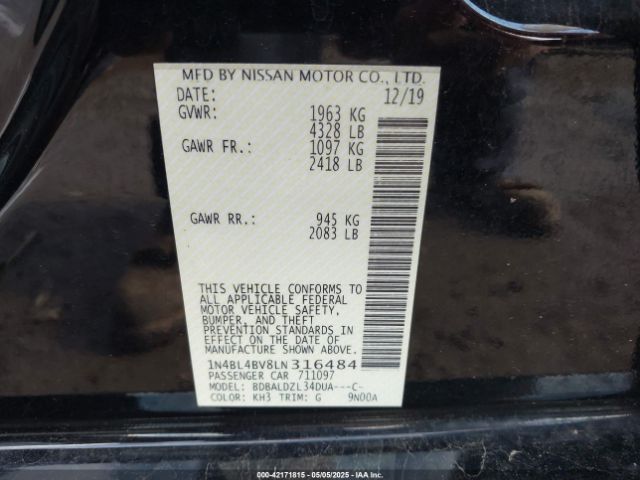 MFD BY NISSAN MOTOR CO., LTD.
DATE: 12/19
GVWR: 1963 KG
4328 LB
GAWR FR.: 1097 KG
2418 LB
GAWR RR.: 945 KG
2083 LB
THIS VEHICLE CONFORMS TO
ALL APPLICABLE FEDERAL
MOTOR VEHICLE SAFETY,
BUMPER, AND THEFT
PREVENTION STANDARDS IN
EFFECT ON THE DATE OF
MANUFACTURE SHOWN ABOVE.
1N4BL4BV8LN316484
PASSENGER CAR 711097
MODEL: BDBALDZL34DUA---C-
COLOR: KH3 TRIM: G 9N00A
000-42171815 - 05/05/2025 - IAA Inc.